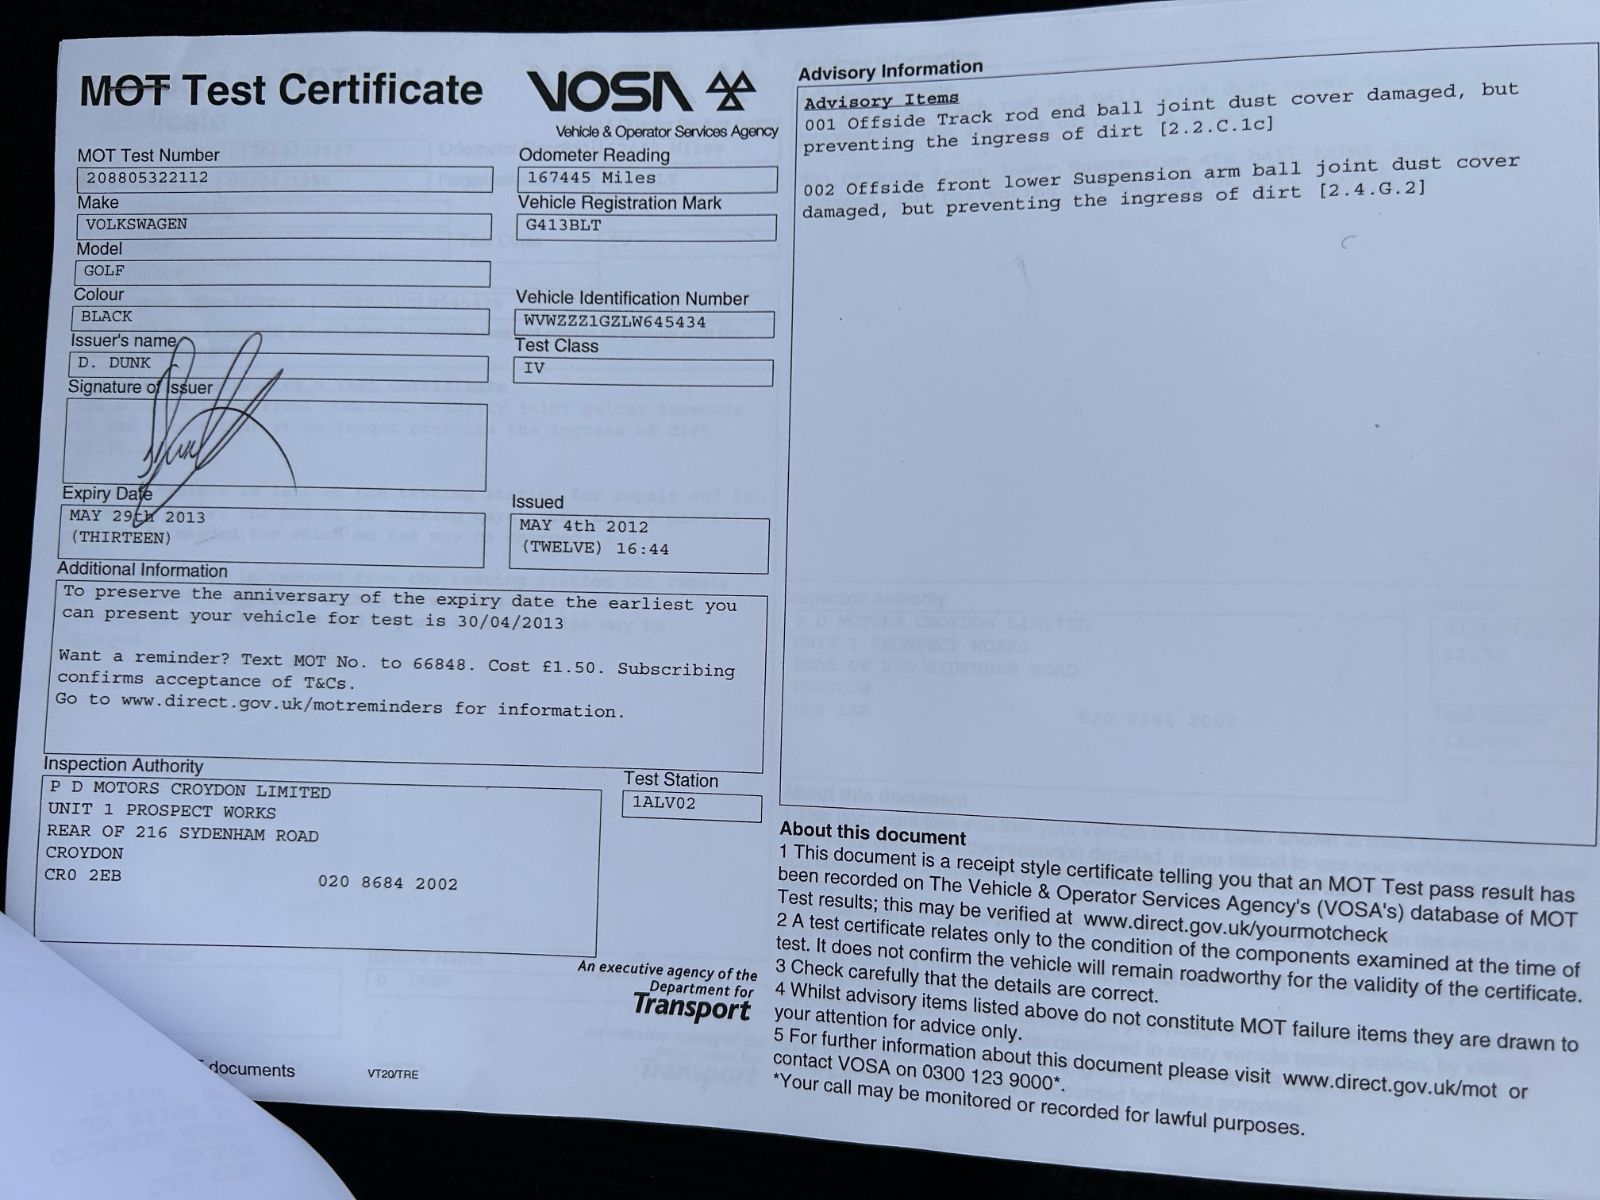 MOT Test Certificate
VOSA
Vehicle & Operator Services Agency
MOT Test Number
208805322112
Odometer Reading
167445 Miles
Make
VOLKSWAGEN
Vehicle Registration Mark
G413BLT
Model
GOLF
Colour
BLACK
Vehicle Identification Number
WVWZZZ1GZLW645434
Issuer's name
D. DUNK
Test Class
IV
Signature of Issuer
Expiry Date
MAY 29th 2013
(THIRTEEN)
Issued
MAY 4th 2012
(TWELVE) 16:44
Additional Information
To preserve the anniversary of the expiry date the earliest you
can present your vehicle for test is 30/04/2013
Want a reminder? Text MOT No. to 66848. Cost £1.50. Subscribing
confirms acceptance of T&Cs.
Go to www.direct.gov.uk/motreminders for information.
Inspection Authority
P D MOTORS CROYDON LIMITED
UNIT 1 PROSPECT WORKS
REAR OF 216 SYDENHAM ROAD
CROYDON
CR0 2EB 020 8684 2002
Test Station
1ALV02
An executive agency of the
Department for
Transport
documents
VT20/TRE
Advisory Information
Advisory Items
001 Offside Track rod end ball joint dust cover damaged, but
preventing the ingress of dirt [2.2.C.1c]
002 Offside front lower Suspension arm ball joint dust cover
damaged, but preventing the ingress of dirt [2.4.G.2]
About this document
1 This document is a receipt style certificate telling you that an MOT Test pass result has
been recorded on The Vehicle & Operator Services Agency's (VOSA's) database of MOT
Test results; this may be verified at www.direct.gov.uk/yourmotcheck
2 A test certificate relates only to the condition of the components examined at the time of
test. It does not confirm the vehicle will remain roadworthy for the validity of the certificate.
3 Check carefully that the details are correct.
4 Whilst advisory items listed above do not constitute MOT failure items they are drawn to
your attention for advice only.
5 For further information about this document please visit www.direct.gov.uk/mot or
contact VOSA on 0300 123 9000*.
*Your call may be monitored or recorded for lawful purposes.